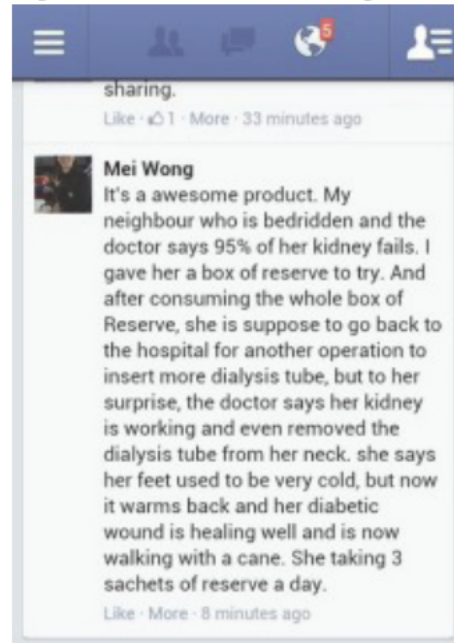 5
sharing.
Like · 1 · More · 33 minutes ago
Mei Wong
It's a awesome product. My
neighbour who is bedridden and the
doctor says 95% of her kidney fails. I
gave her a box of reserve to try. And
after consuming the whole box of
Reserve, she is suppose to go back to
the hospital for another operation to
insert more dialysis tube, but to her
surprise, the doctor says her kidney
is working and even removed the
dialysis tube from her neck. she says
her feet used to be very cold, but now
it warms back and her diabetic
wound is healing well and is now
walking with a cane. She taking 3
sachets of reserve a day.
Like · More · 8 minutes ago